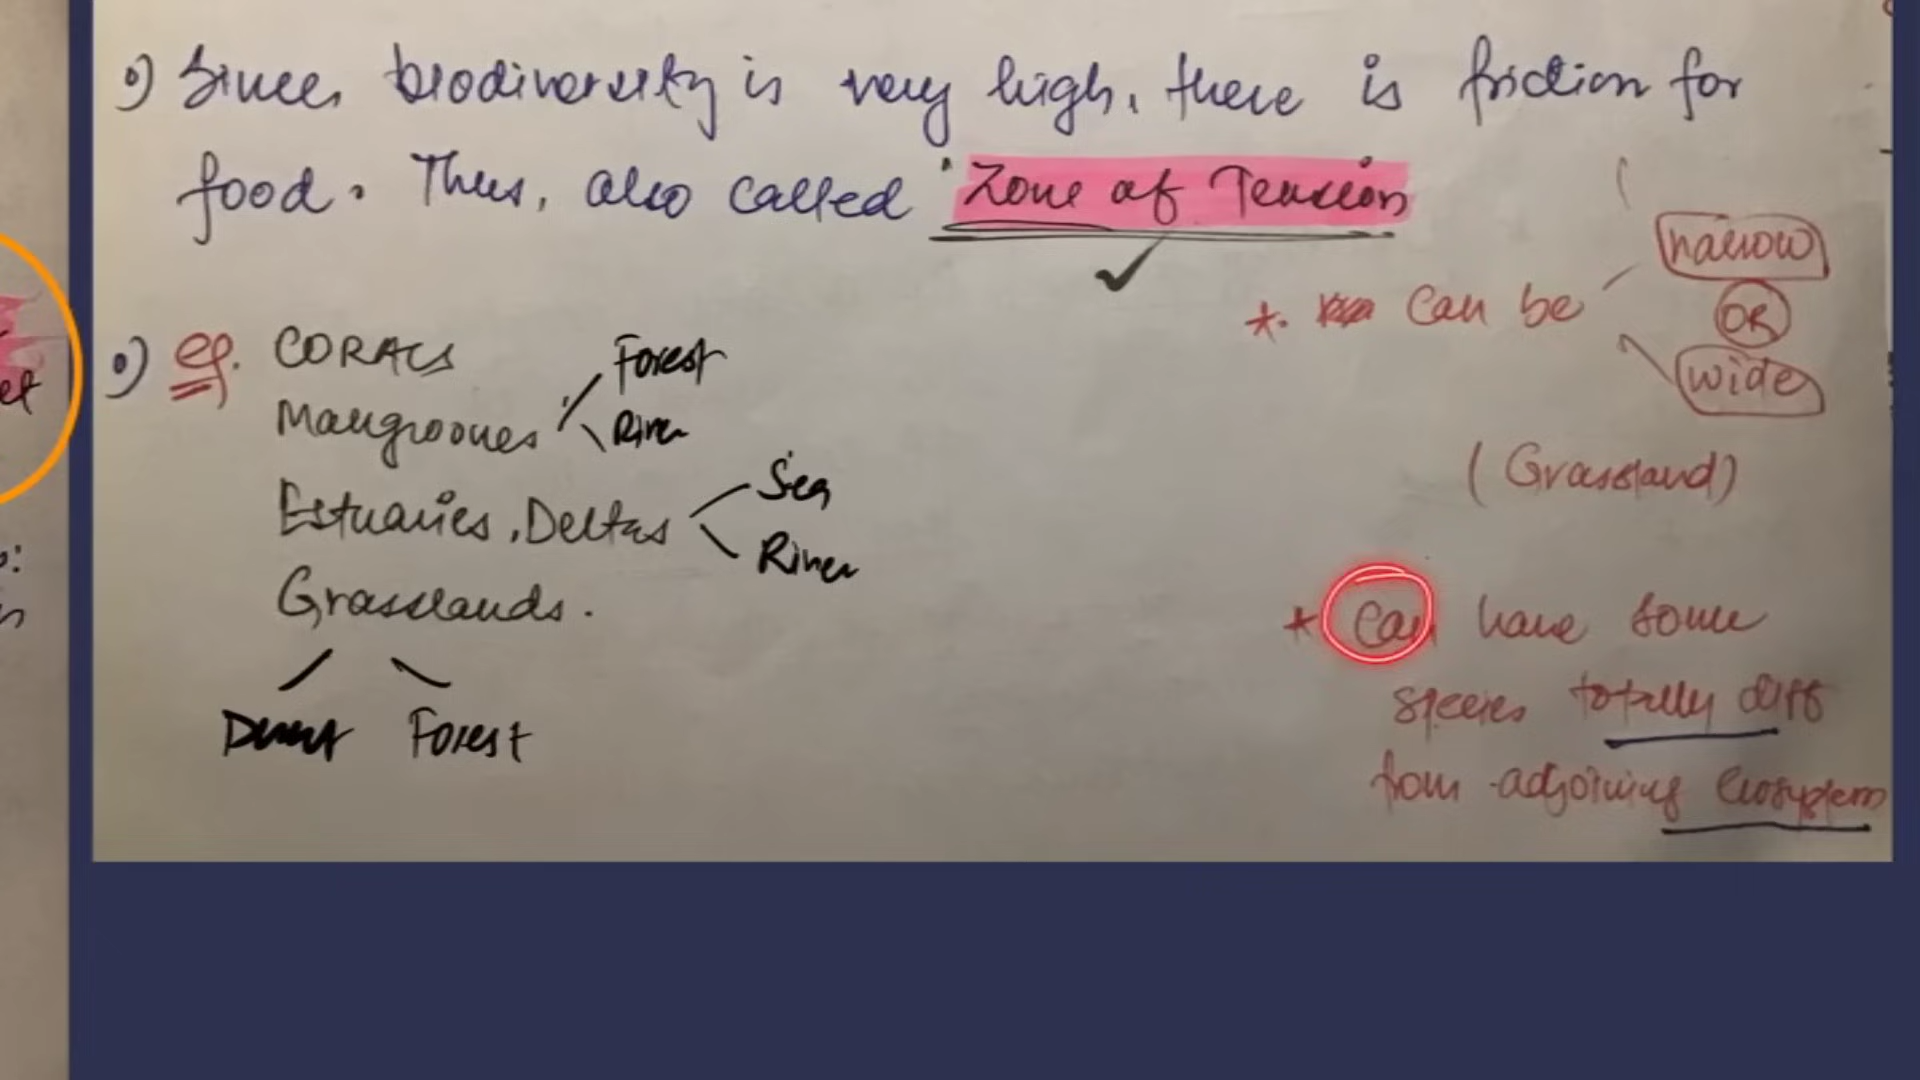 Since, biodiversity is very high, there is friction for
food. Thus, also called 'Zone of Tension
eg. CORALS
Mangrooves
Forest
River
Estuaries, Deltas
Sea
River
Grasslands.
Desert Forest
* Can be
narrow
OR
wide
(Grassland)
* Can have some
species totally diff
from adjoining ecosystem